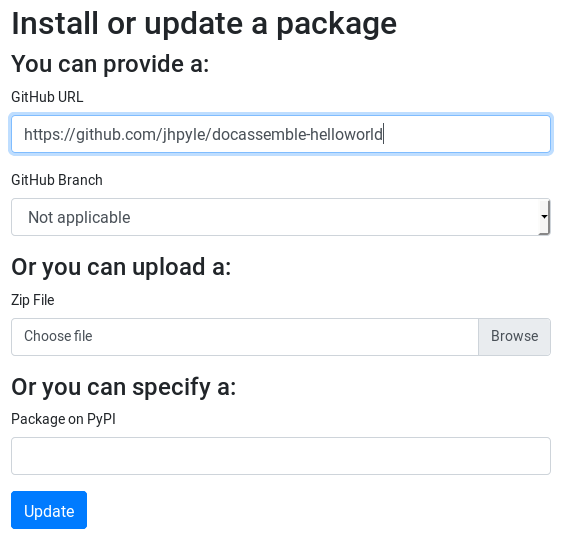 Install or update a package
You can provide a:
GitHub URL
https://github.com/jhpyle/docassemble-helloworld
GitHub Branch
Not applicable
Or you can upload a:
Zip File
Choose file
Browse
Or you can specify a:
Package on PyPI
Update